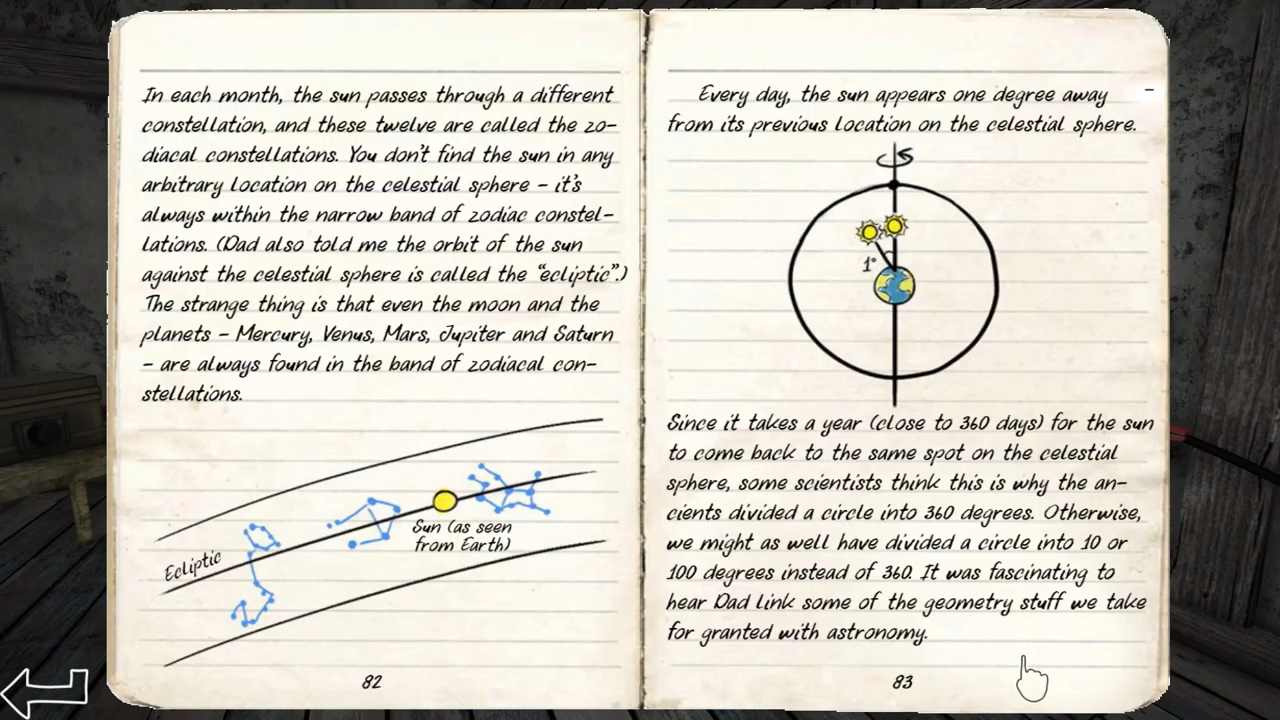 In each month, the sun passes through a different
constellation, and these twelve are called the zo-
diacal constellations. You don't find the sun in any
arbitrary location on the celestial sphere - it's
always within the narrow band of zodiac constel-
lations. (Dad also told me the orbit of the sun
against the celestial sphere is called the "ecliptic".)
The strange thing is that even the moon and the
planets - Mercury, Venus, Mars, Jupiter and Saturn
- are always found in the band of zodiacal con-
stellations.
Ecliptic
Sun (as seen
from Earth)
82
Every day, the sun appears one degree away
from its previous location on the celestial sphere.
1°
Since it takes a year (close to 360 days) for the sun
to come back to the same spot on the celestial
sphere, some scientists think this is why the an-
cients divided a circle into 360 degrees. Otherwise,
we might as well have divided a circle into 10 or
100 degrees instead of 360. It was fascinating to
hear Dad link some of the geometry stuff we take
for granted with astronomy.
83